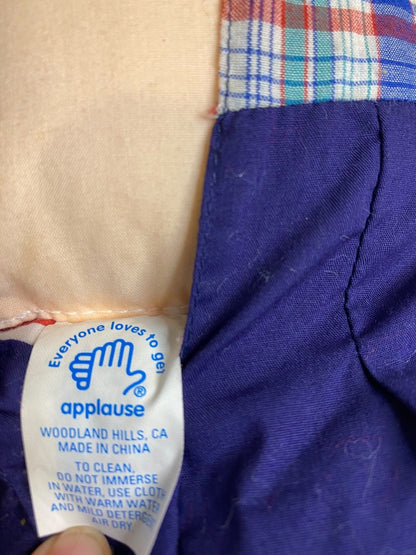 Everyone loves to get
®
applause
WOODLAND HILLS, CA
MADE IN CHINA
TO CLEAN,
DO NOT IMMERSE
IN WATER, USE CLOTH
WITH WARM WATER
AND MILD DETERGENT
AIR DRY